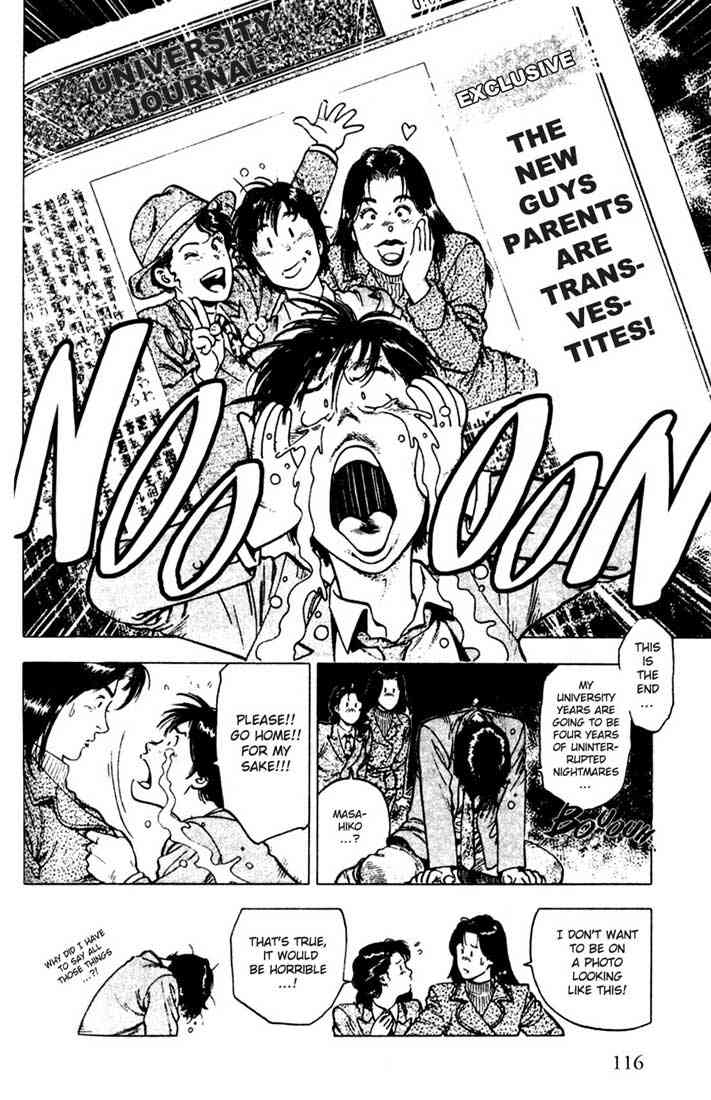 UNIVERSITY
JOURNAL
EXCLUSIVE
THE
NEW
GUYS
PARENTS
ARE
TRANS-
VES-
TITES!
NOOOOON
THIS
IS THE
END
...
MY
UNIVERSITY
YEARS ARE
GOING TO BE
FOUR YEARS
OF UNINTER-
RUPTED
NIGHTMARES
...
MASA-
HIKO
...?
PLEASE!!
GO HOME!!
FOR MY
SAKE!!!
I DON'T WANT
TO BE ON
A PHOTO
LOOKING
LIKE THIS!
THAT'S TRUE,
IT WOULD
BE HORRIBLE
...!
WHY DID I HAVE
TO SAY ALL
THOSE THINGS
...?!
116